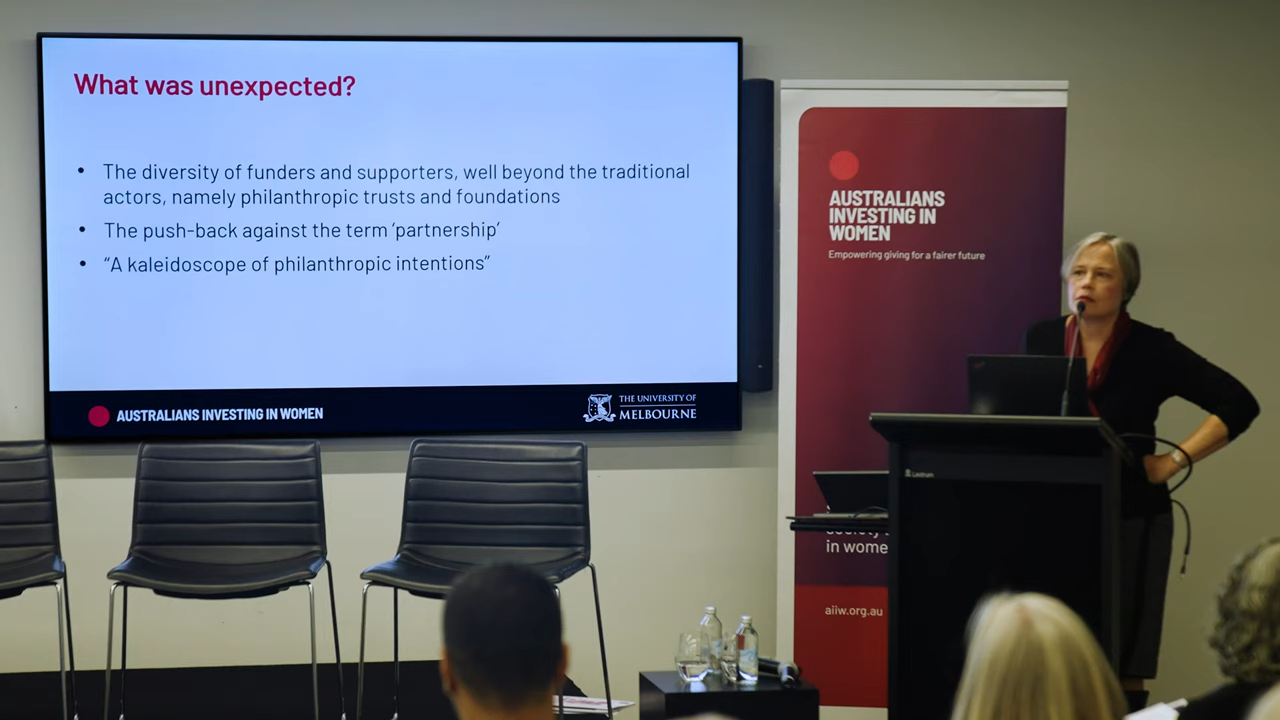 What was unexpected?
• The diversity of funders and supporters, well beyond the traditional
actors, namely philanthropic trusts and foundations
• The push-back against the term ‘partnership’
• “A kaleidoscope of philanthropic intentions”
AUSTRALIANS INVESTING IN WOMEN
THE UNIVERSITY OF
MELBOURNE
AUSTRALIANS
INVESTING IN
WOMEN
Empowering giving for a fairer future
in wome
aiiw.org.au
Lectrum